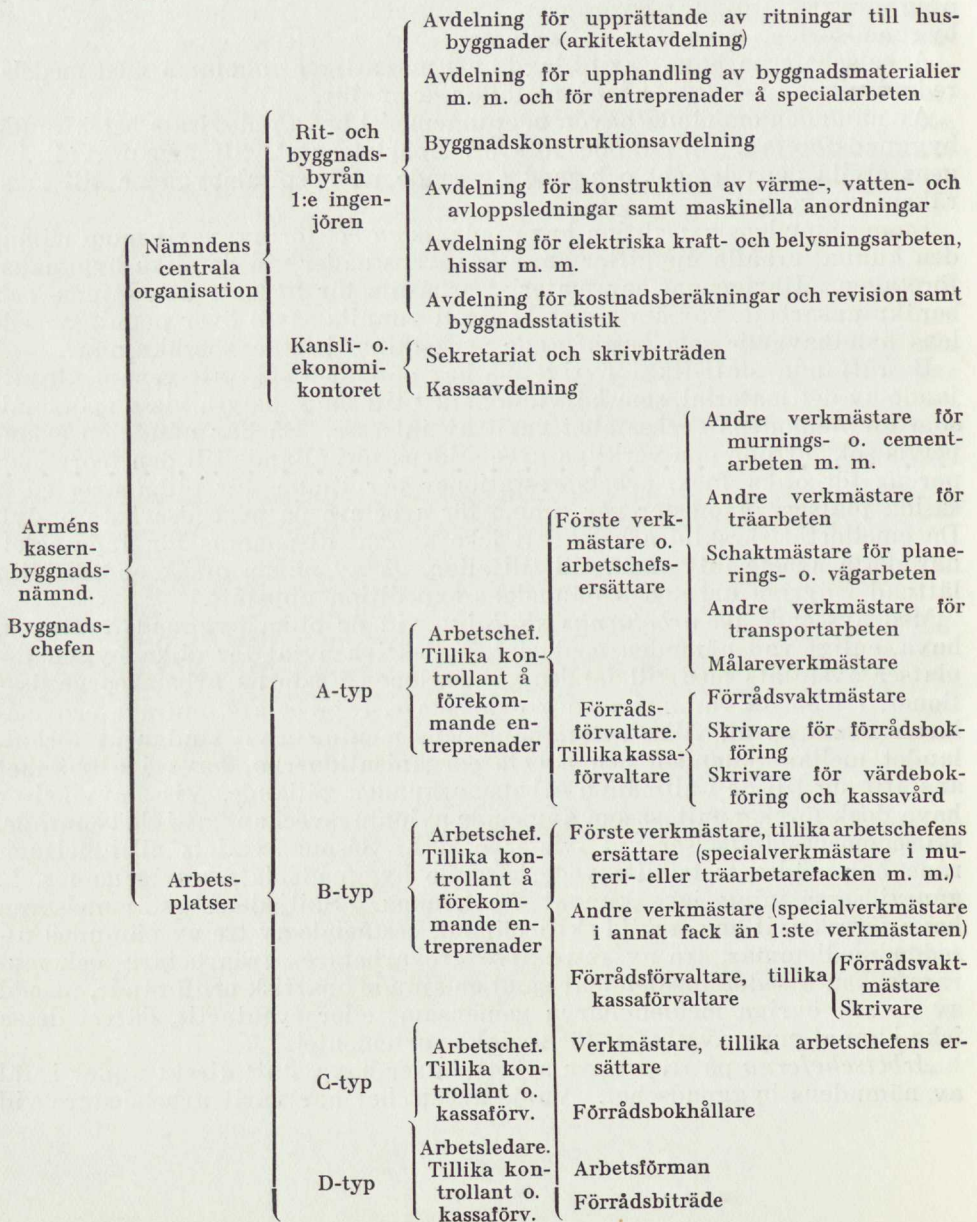 Avdelning för upprättande av ritningar till hus-
byggnader (arkitektavdelning)
Avdelning för upphandling av byggnadsmaterialier
m. m. och för entreprenader å specialarbeten
Rit- och
byggnads-
byrån
1:e ingen-
jören
Byggnadskonstruktionsavdelning
Avdelning för konstruktion av värme-, vatten- och
avloppsledningar samt maskinella anordningar
Nämndens
centrala
organisation
Avdelning för elektriska kraft- och belysningsarbeten,
hissar m. m.
Avdelning för kostnadsberäkningar och revision samt
byggnadsstatistik
Kansli- o.
ekonomi-
kontoret
Sekretariat och skrivbiträden
Kassaavdelning
Arméns
kasern-
byggnads-
nämnd.
Byggnads-
chefen
Andre verkmästare för
murnings- o. cement-
arbeten m. m.
Andre verkmästare för
träarbeten
Förste verk-
mästare o.
arbetschefs-
ersättare
Schaktmästare för plane-
rings- o. vägarbeten
Andre verkmästare för
transportarbeten
Målareverkmästare
A-typ
Arbetschef.
Tillika kon-
trollant å
förekom-
mande en-
treprenader
Förråds-
förvaltare.
Tillika kassa-
förvaltare
Förrådsvaktmästare
Skrivare för förrådsbok-
föring
Skrivare för värdebok-
föring och kassavård
Arbets-
platser
B-typ
Arbetschef.
Tillika kon-
trollant å
förekom-
mande en-
treprenader
Förste verkmästare, tillika arbetschefens
ersättare (specialverkmästare i mu-
reri- eller träarbetarefacken m. m.)
Andre verkmästare (specialverkmästare
i annat fack än 1:ste verkmästaren)
Förrådsförvaltare, tillika
kassaförvaltare
Förrådsvakt-
mästare
Skrivare
C-typ
Arbetschef.
Tillika kon-
trollant o.
kassaförv.
Verkmästare, tillika arbetschefens er-
sättare
Förrådsbokhållare
D-typ
Arbetsledare.
Tillika kon-
trollant o.
kassaförv.
Arbetsförman
Förrådsbiträde